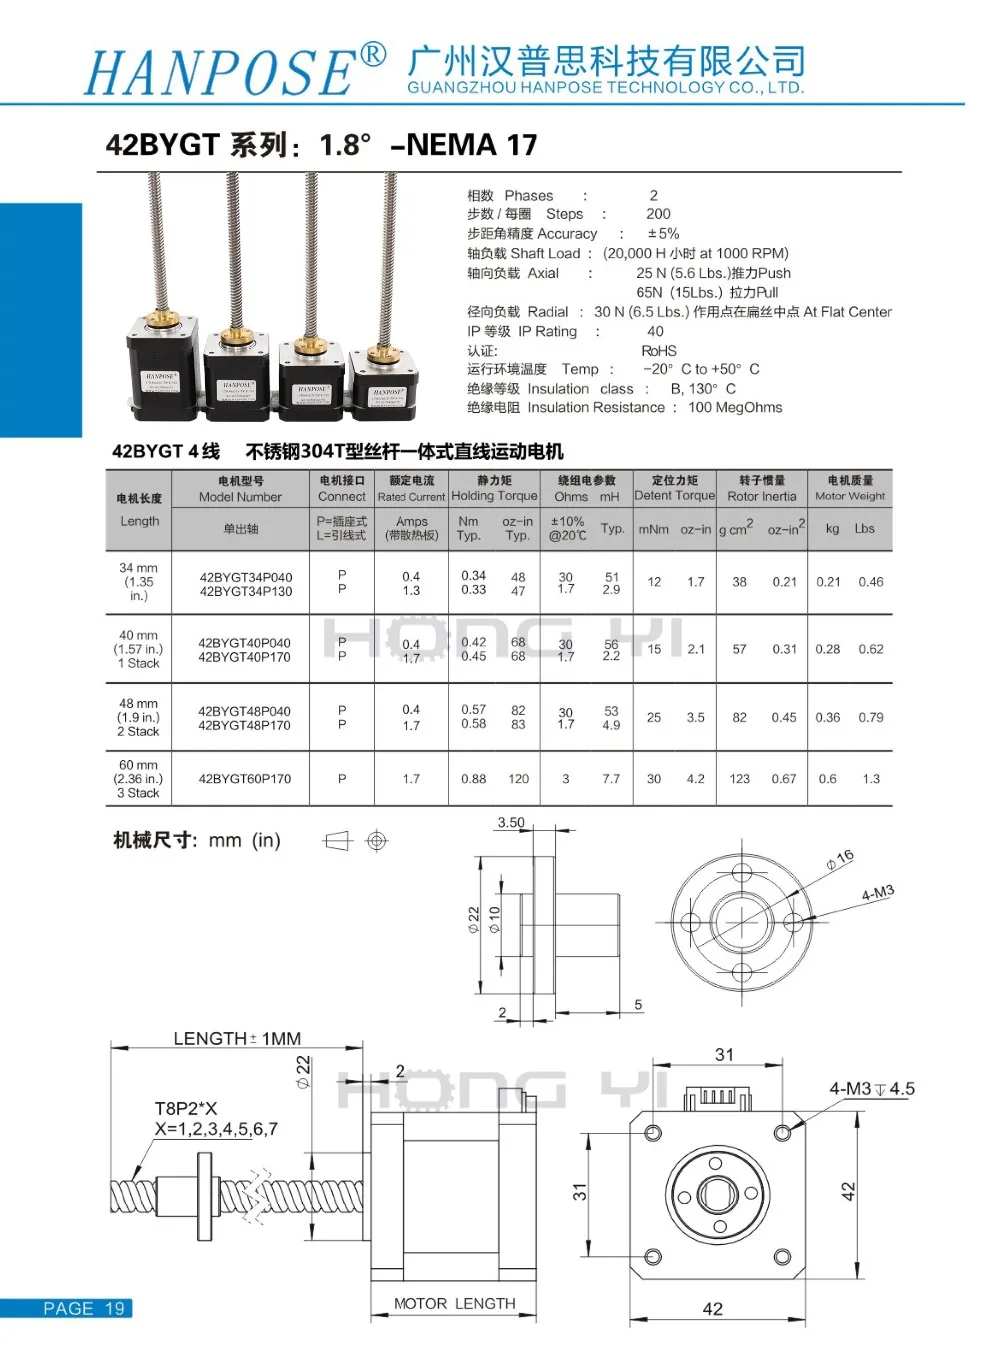 HANPOSE® 广州汉普思科技有限公司
GUANGZHOU HANPOSE TECHNOLOGY CO., LTD.
42BYGT 系列: 1.8° -NEMA 17
相数 Phases : 2
步数 / 每圈 Steps : 200
步距角精度 Accuracy : ±5%
轴负载 Shaft Load : (20,000 H 小时 at 1000 RPM)
轴向负载 Axial : 25 N (5.6 Lbs.)推力Push
65N (15Lbs.) 拉力Pull
径向负载 Radial : 30 N (6.5 Lbs.) 作用点在扁丝中点 At Flat Center
IP 等级 IP Rating : 40
认证: RoHS
运行环境温度 Temp : -20° C to +50° C
绝缘等级 Insulation class : B, 130° C
绝缘电阻 Insulation Resistance : 100 MegOhms
HANPOSE HANPOSE HANPOSE HANPOSE
42BYGT 4线 不锈钢304T型丝杆一体式直线运动电机
电机长度 Length
电机型号 电机接口 额定电流 静力矩 绕组电参数 定位力矩 转子惯量 电机质量
Model Number Connect Rated Current Holding Torque Ohms mH Detent Torque Rotor Inertia Motor Weight
单出轴 P=插座式 L=引线式 Amps (带散热板) Nm Typ. oz-in Typ. ±10% @20℃ Typ. mNm oz-in g cm2 oz-in2 kg Lbs
34 mm (1.35 in.)
42BYGT34P040 P 0.4 0.34 48 30 51 12 1.7 38 0.21 0.21 0.46
42BYGT34P130 P 1.3 0.33 47 1.7 2.9
40 mm (1.57 in.) 1 Stack
42BYGT40P040 P 0.4 0.42 68 30 56 15 2.1 57 0.31 0.28 0.62
42BYGT40P170 P 1.7 0.45 68 1.7 2.2
HONG YI
48 mm (1.9 in.) 2 Stack
42BYGT48P040 P 0.4 0.57 82 30 53 25 3.5 82 0.45 0.36 0.79
42BYGT48P170 P 1.7 0.58 83 1.7 4.9
60 mm (2.36 in.) 3 Stack
42BYGT60P170 P 1.7 0.88 120 3 7.7 30 4.2 123 0.67 0.6 1.3
机械尺寸: mm (in)
3.50
∅22
∅10
2
5
∅16
4-M3
LENGTH±1MM
∅22
2
HONG YI
T8P2*X
X=1,2,3,4,5,6,7
MOTOR LENGTH
31
4-M3↧4.5
31
42
42
PAGE 19